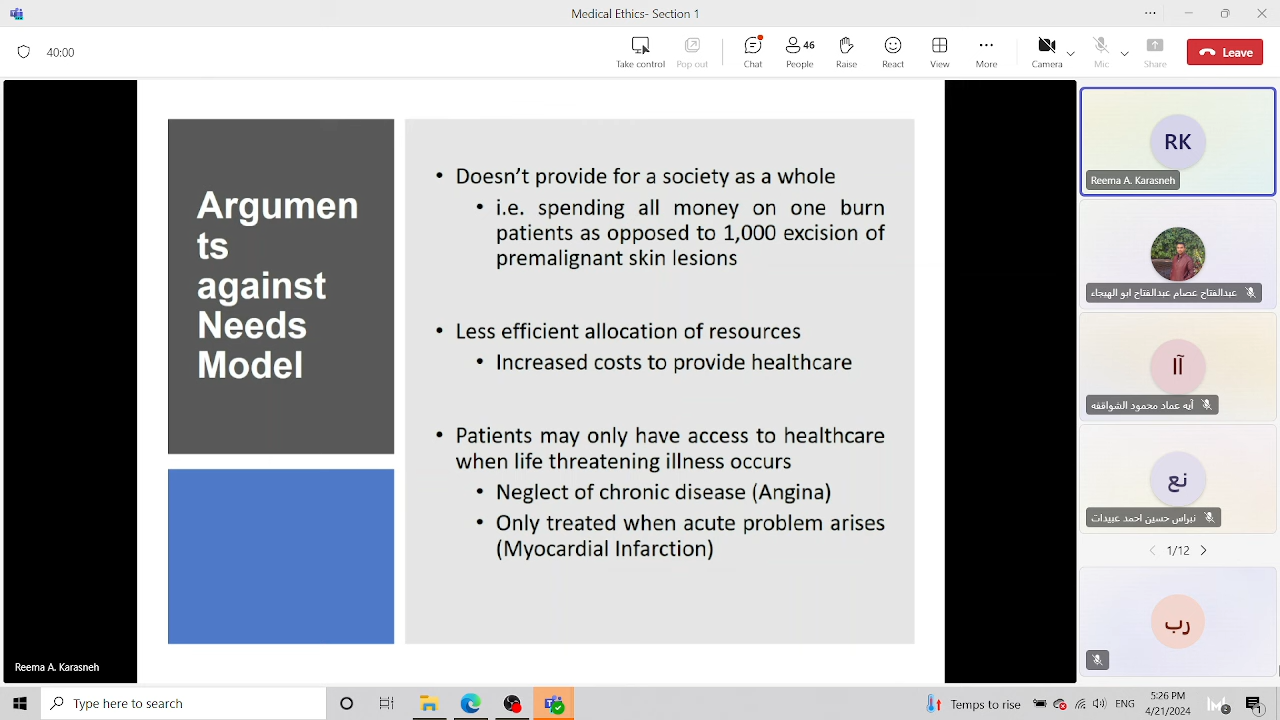 Medical Ethics- Section 1
40:00
Take control
Pop out
Chat
46
People
Raise
React
View
More
Camera
Mic
Share
Leave
Argumen
ts
against
Needs
Model
• Doesn’t provide for a society as a whole
• i.e. spending all money on one burn
patients as opposed to 1,000 excision of
premalignant skin lesions
• Less efficient allocation of resources
• Increased costs to provide healthcare
• Patients may only have access to healthcare
when life threatening illness occurs
• Neglect of chronic disease (Angina)
• Only treated when acute problem arises
(Myocardial Infarction)
Reema A. Karasneh
RK
Reema A. Karasneh
عبدالفتاح عصام عبدالفتاح ابو الهيجاء
آا
آيه عماد محمود الشواقفه
نع
نبراس حسين احمد عبيدات
1/12
رب
Type here to search
Temps to rise
ENG
5:26 PM
4/21/2024
2
1